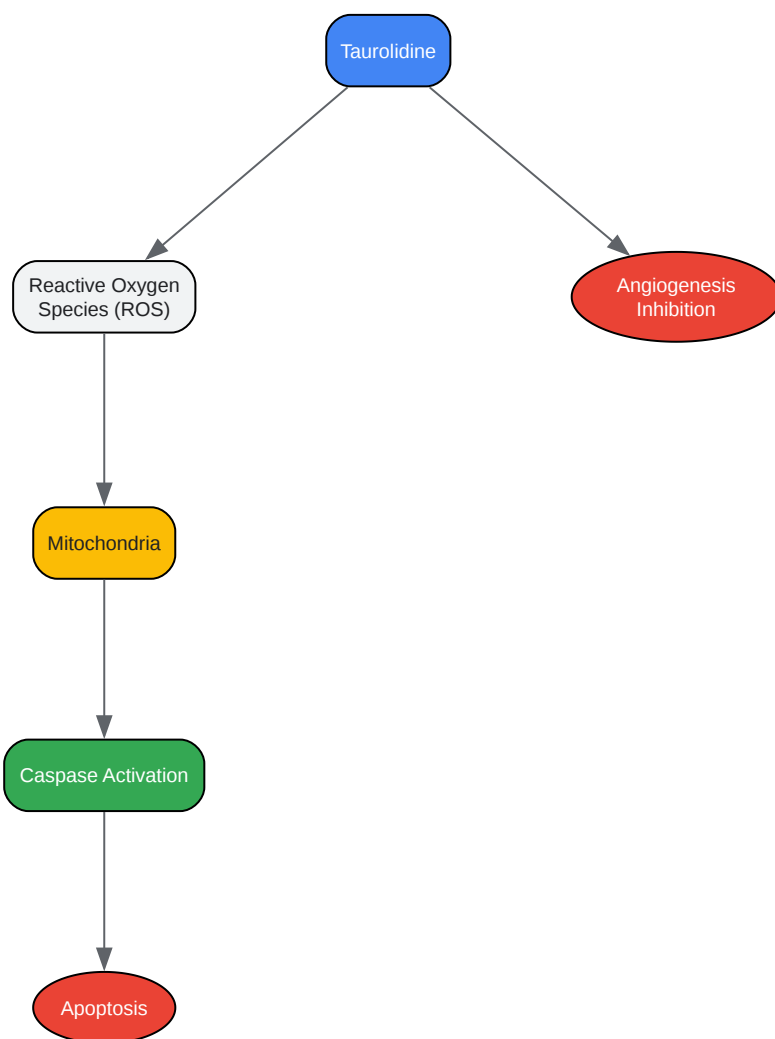 Taurolidine
Reactive Oxygen
Species (ROS)
Angiogenesis
Inhibition
Mitochondria
Caspase Activation
Apoptosis